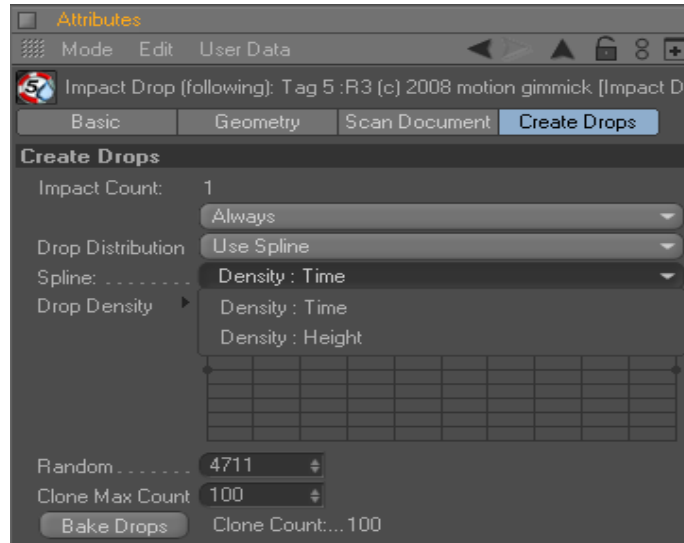 Attributes
Mode Edit User Data
Impact Drop (following): Tag 5 :R3 (c) 2008 motion gimmick [Impact D
Basic Geometry Scan Document Create Drops
Create Drops
Impact Count: 1
Always
Drop Distribution Use Spline
Spline: . . . . . . . . Density : Time
Drop Density Density : Time
Density : Height
Random . . . . . . . 4711
Clone Max Count 100
Bake Drops Clone Count:... 100